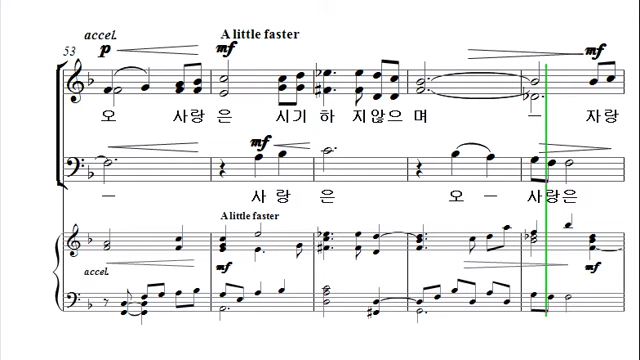 accel.
A little faster
53
p
mf
mf
오 사랑 은 시기 하 지않으 며 – 자랑
mf
– 사 랑 은 오 – 사랑은
A little faster
accel.
mf
mf